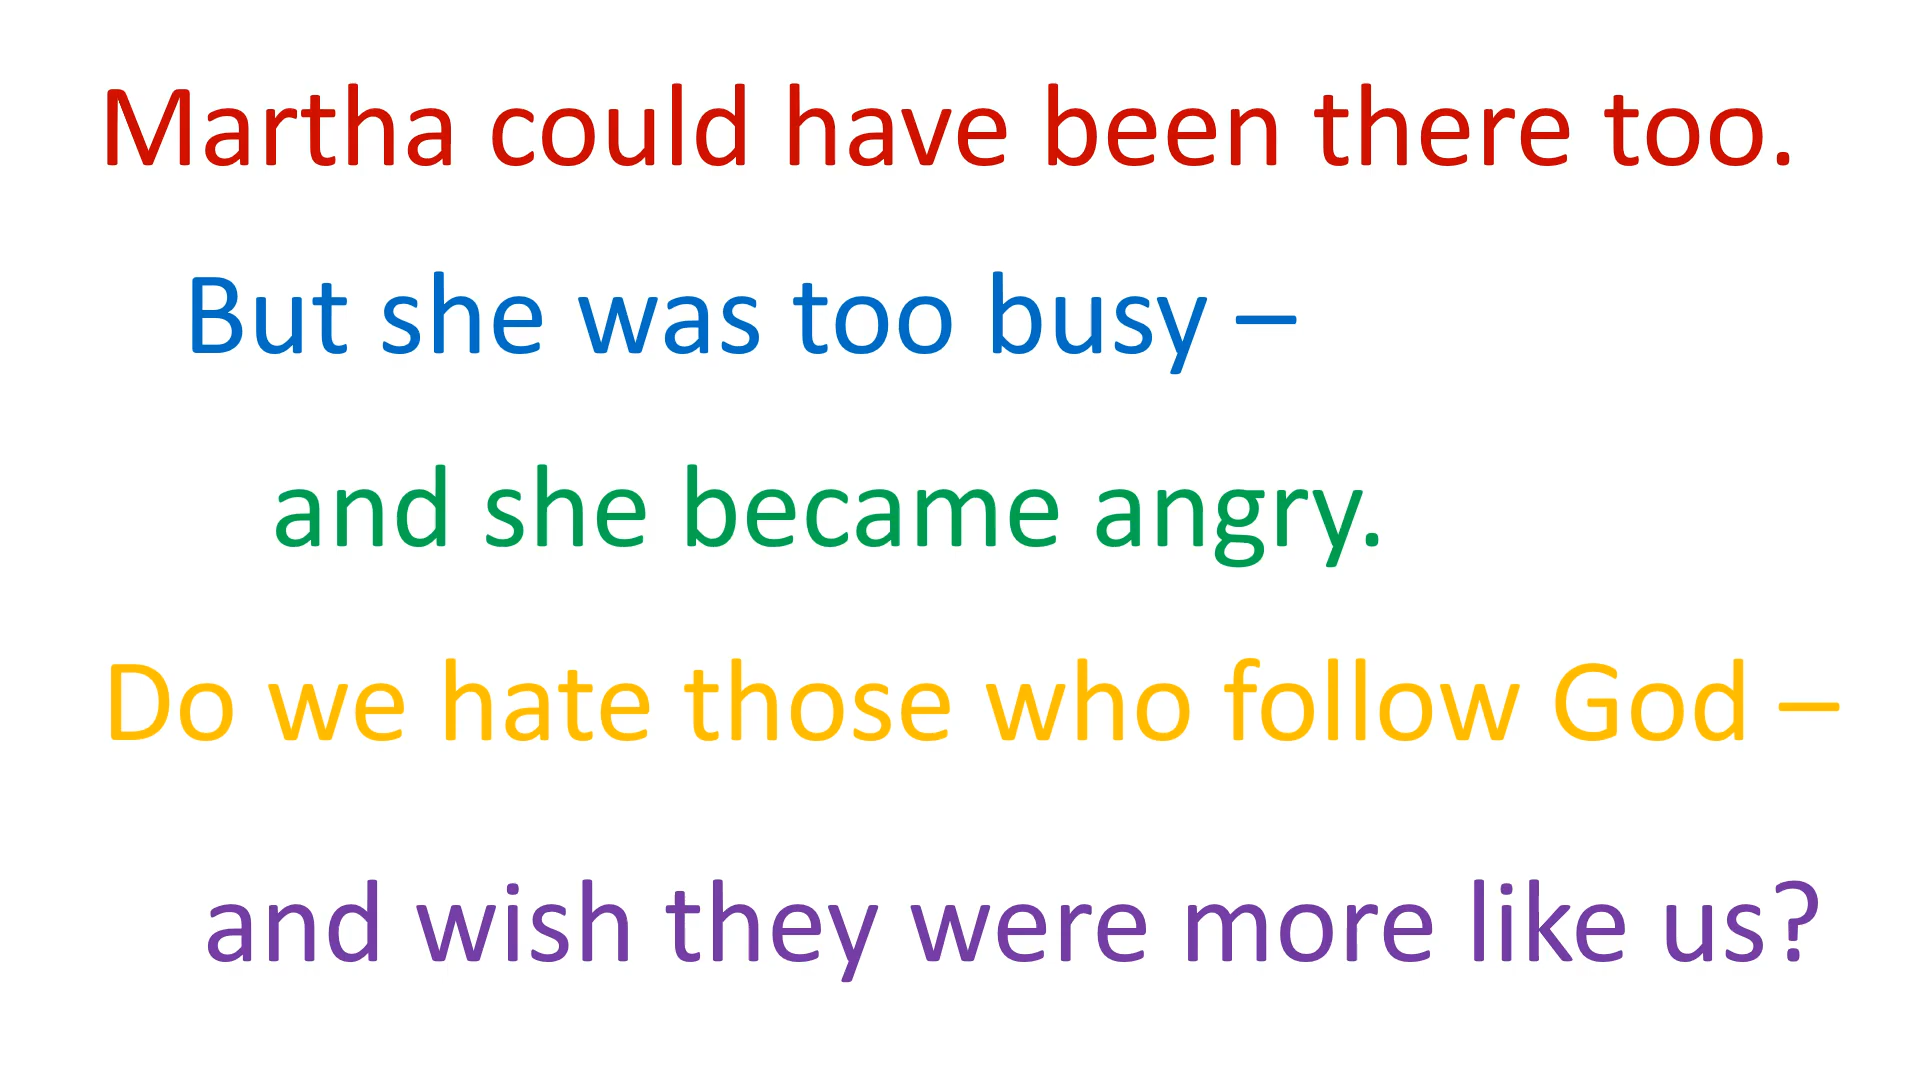 Martha could have been there too.
But she was too busy –
and she became angry.
Do we hate those who follow God –
and wish they were more like us?